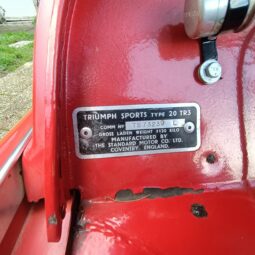 TRIUMPH SPORTS TYPE 20 TR3
COMM No
GROSS LADEN WEIGHT 1120 KILO
MANUFACTURED BY
THE STANDARD MOTOR CO. LTD.
COVENTRY, ENGLAND.